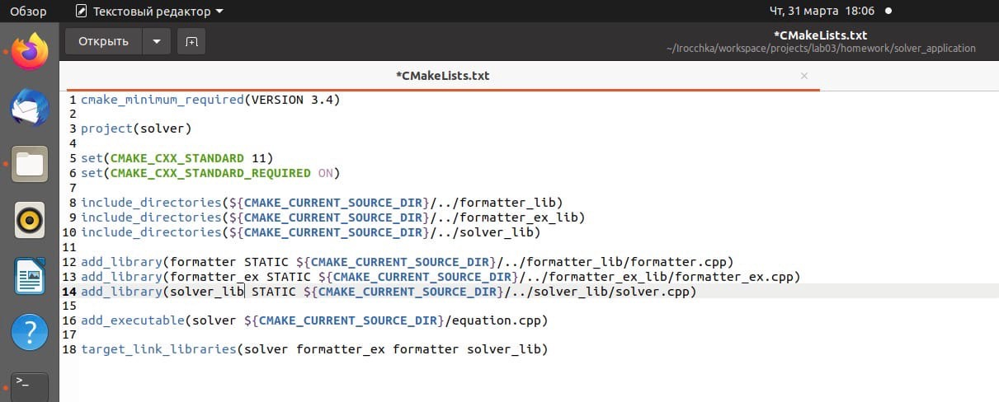 Обзор Текстовый редактор Чт, 31 марта 18:06
Открыть *CMakeLists.txt
~/Irocchka/workspace/projects/lab03/homework/solver_application
*CMakeLists.txt ×
1 cmake_minimum_required(VERSION 3.4)
2
3 project(solver)
4
5 set(CMAKE_CXX_STANDARD 11)
6 set(CMAKE_CXX_STANDARD_REQUIRED ON)
7
8 include_directories(${CMAKE_CURRENT_SOURCE_DIR}/../formatter_lib)
9 include_directories(${CMAKE_CURRENT_SOURCE_DIR}/../formatter_ex_lib)
10 include_directories(${CMAKE_CURRENT_SOURCE_DIR}/../solver_lib)
11
12 add_library(formatter STATIC ${CMAKE_CURRENT_SOURCE_DIR}/../formatter_lib/formatter.cpp)
13 add_library(formatter_ex STATIC ${CMAKE_CURRENT_SOURCE_DIR}/../formatter_ex_lib/formatter_ex.cpp)
14 add_library(solver_lib STATIC ${CMAKE_CURRENT_SOURCE_DIR}/../solver_lib/solver.cpp)
15
16 add_executable(solver ${CMAKE_CURRENT_SOURCE_DIR}/equation.cpp)
17
18 target_link_libraries(solver formatter_ex formatter solver_lib)